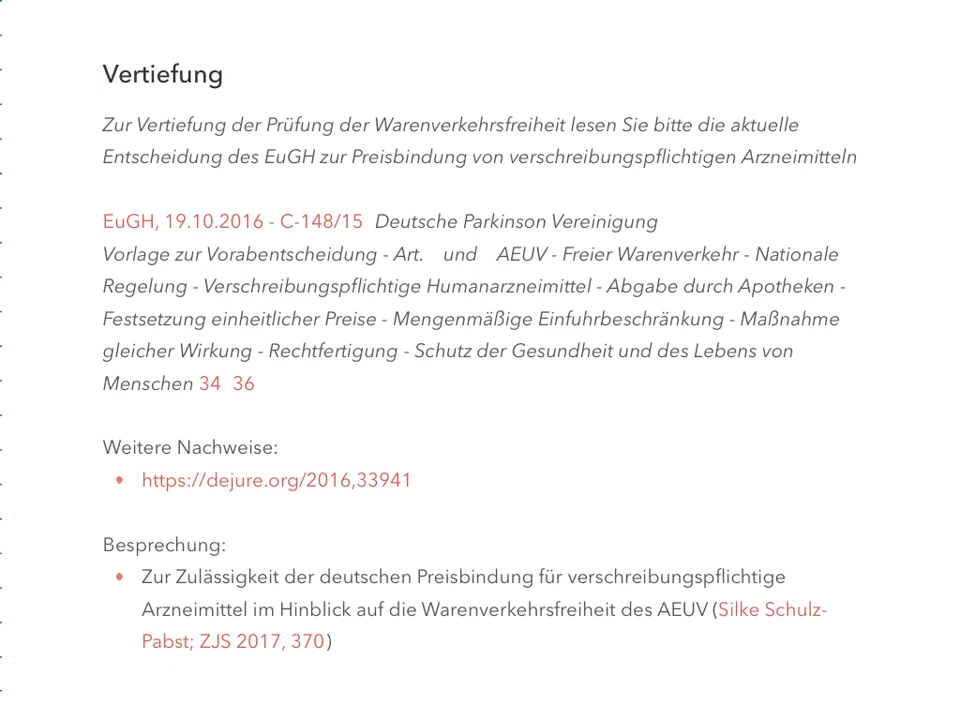 Vertiefung
Zur Vertiefung der Prüfung der Warenverkehrsfreiheit lesen Sie bitte die aktuelle
Entscheidung des EuGH zur Preisbindung von verschreibungspflichtigen Arzneimitteln
EuGH, 19.10.2016 - C-148/15 Deutsche Parkinson Vereinigung
Vorlage zur Vorabentscheidung - Art. und AEUV - Freier Warenverkehr - Nationale
Regelung - Verschreibungspflichtige Humanarzneimittel - Abgabe durch Apotheken -
Festsetzung einheitlicher Preise - Mengenmäßige Einfuhrbeschränkung - Maßnahme
gleicher Wirkung - Rechtfertigung - Schutz der Gesundheit und des Lebens von
Menschen 34 36
Weitere Nachweise:
• https://dejure.org/2016,33941
Besprechung:
• Zur Zulässigkeit der deutschen Preisbindung für verschreibungspflichtige
Arzneimittel im Hinblick auf die Warenverkehrsfreiheit des AEUV (Silke Schulz-
Pabst; ZJS 2017, 370)